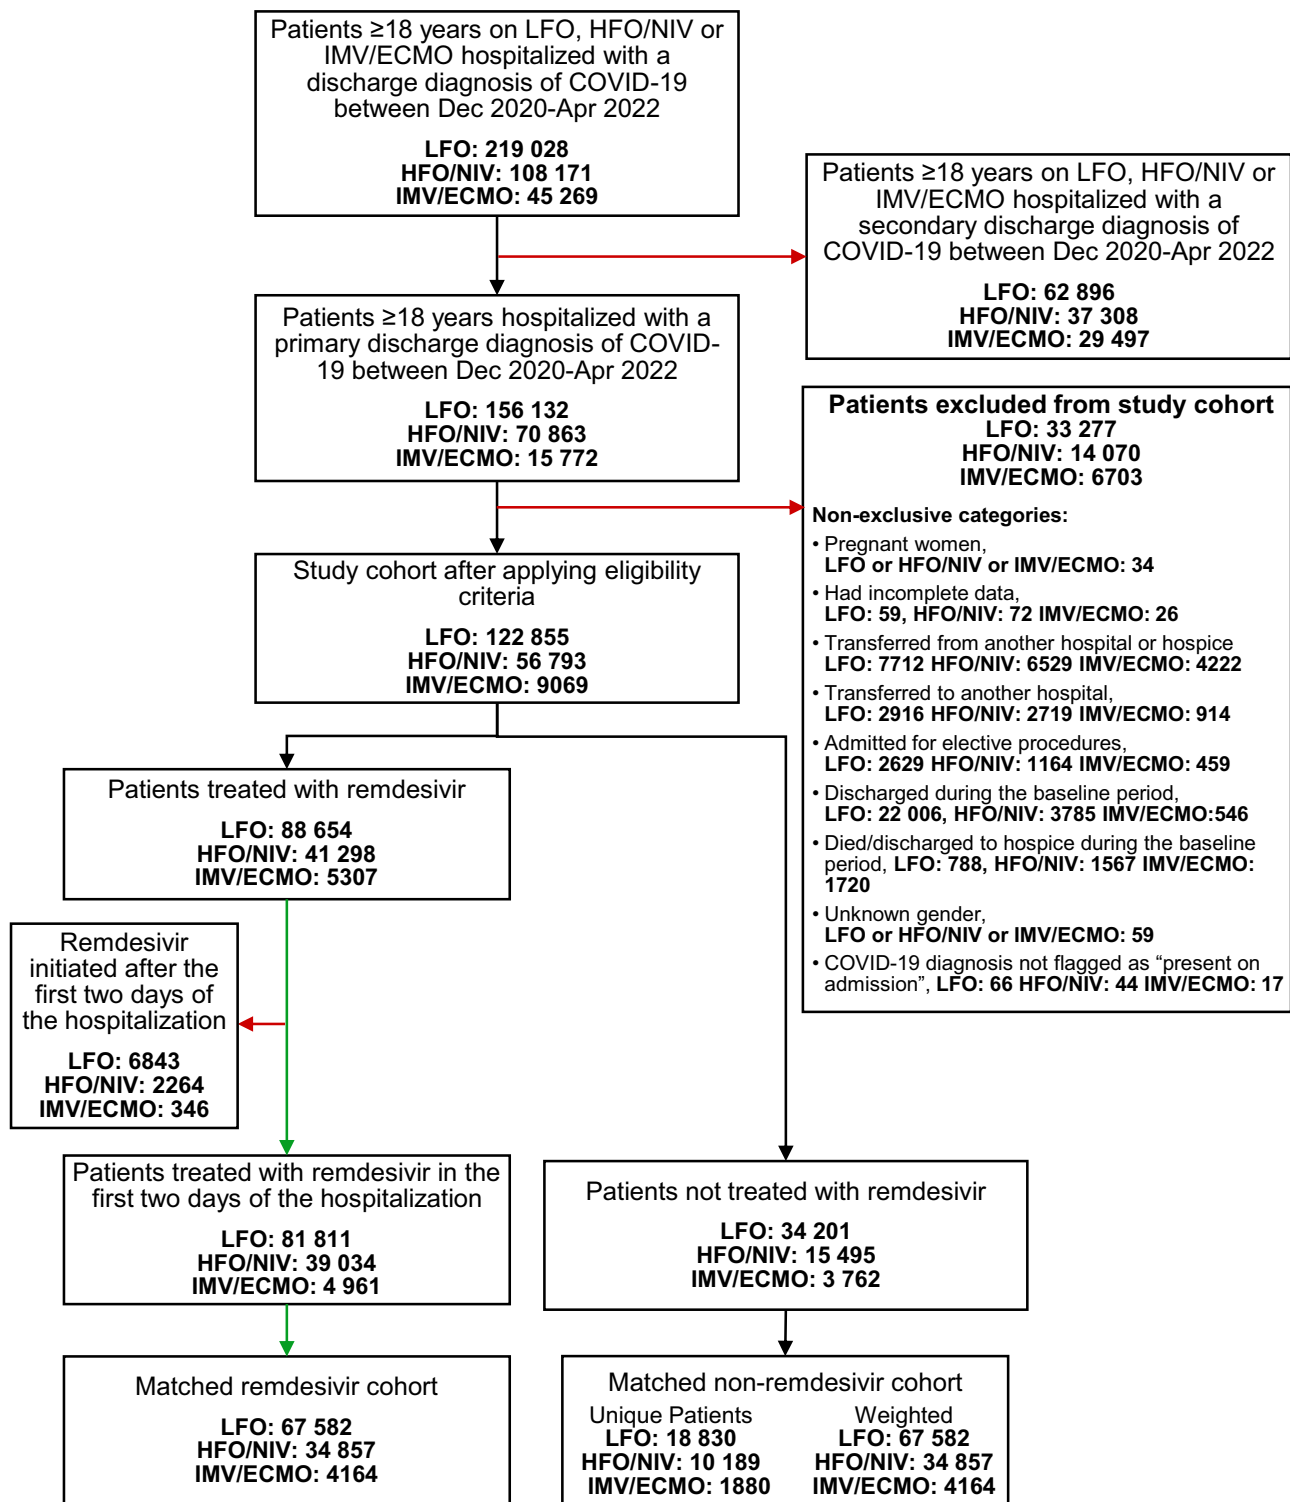 Patients ≥18 years on LFO, HFO/NIV or
IMV/ECMO hospitalized with a
discharge diagnosis of COVID-19
between Dec 2020-Apr 2022
LFO: 219 028
HFO/NIV: 108 171
IMV/ECMO: 45 269
Patients ≥18 years on LFO, HFO/NIV or
IMV/ECMO hospitalized with a
secondary discharge diagnosis of
COVID-19 between Dec 2020-Apr 2022
LFO: 62 896
HFO/NIV: 37 308
IMV/ECMO: 29 497
Patients ≥18 years hospitalized with a
primary discharge diagnosis of COVID-
19 between Dec 2020-Apr 2022
LFO: 156 132
HFO/NIV: 70 863
IMV/ECMO: 15 772
Patients excluded from study cohort
LFO: 33 277
HFO/NIV: 14 070
IMV/ECMO: 6703
Non-exclusive categories:
• Pregnant women,
LFO or HFO/NIV or IMV/ECMO: 34
• Had incomplete data,
LFO: 59, HFO/NIV: 72 IMV/ECMO: 26
• Transferred from another hospital or hospice
LFO: 7712 HFO/NIV: 6529 IMV/ECMO: 4222
• Transferred to another hospital,
LFO: 2916 HFO/NIV: 2719 IMV/ECMO: 914
• Admitted for elective procedures,
LFO: 2629 HFO/NIV: 1164 IMV/ECMO: 459
• Discharged during the baseline period,
LFO: 22 006, HFO/NIV: 3785 IMV/ECMO:546
• Died/discharged to hospice during the baseline
period, LFO: 788, HFO/NIV: 1567 IMV/ECMO:
1720
• Unknown gender,
LFO or HFO/NIV or IMV/ECMO: 59
• COVID-19 diagnosis not flagged as “present on
admission”, LFO: 66 HFO/NIV: 44 IMV/ECMO: 17
Study cohort after applying eligibility
criteria
LFO: 122 855
HFO/NIV: 56 793
IMV/ECMO: 9069
Patients treated with remdesivir
LFO: 88 654
HFO/NIV: 41 298
IMV/ECMO: 5307
Remdesivir
initiated after the
first two days of
the hospitalization
LFO: 6843
HFO/NIV: 2264
IMV/ECMO: 346
Patients treated with remdesivir in the
first two days of the hospitalization
LFO: 81 811
HFO/NIV: 39 034
IMV/ECMO: 4 961
Patients not treated with remdesivir
LFO: 34 201
HFO/NIV: 15 495
IMV/ECMO: 3 762
Matched remdesivir cohort
LFO: 67 582
HFO/NIV: 34 857
IMV/ECMO: 4164
Matched non-remdesivir cohort
Unique Patients
LFO: 18 830
HFO/NIV: 10 189
IMV/ECMO: 1880
Weighted
LFO: 67 582
HFO/NIV: 34 857
IMV/ECMO: 4164